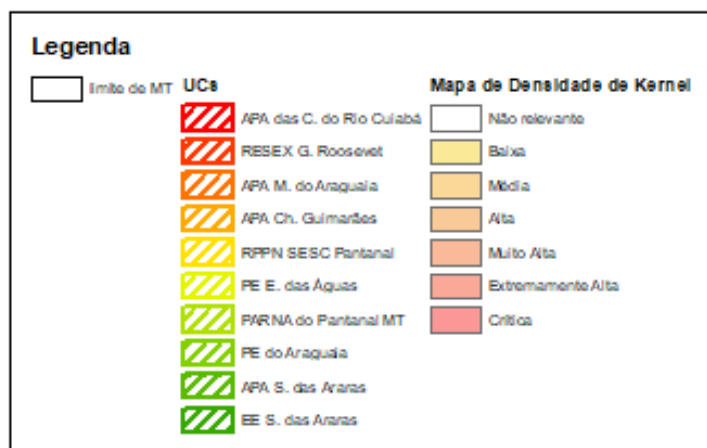 Legenda
limite de MT
UCs
APA das C. do Rio Cuiabá
RESEX G. Roosevet
APA M. do Araguaia
APA Ch. Guimarães
RPPN SESC Pantanal
PE E. das Águas
PARNA do Pantanal MT
PE do Araguaia
APA S. das Araras
EE S. das Araras
Mapa de Densidade de Kernel
Não relevante
Baixa
Média
Alta
Muito Alta
Extremamente Alta
Crítica